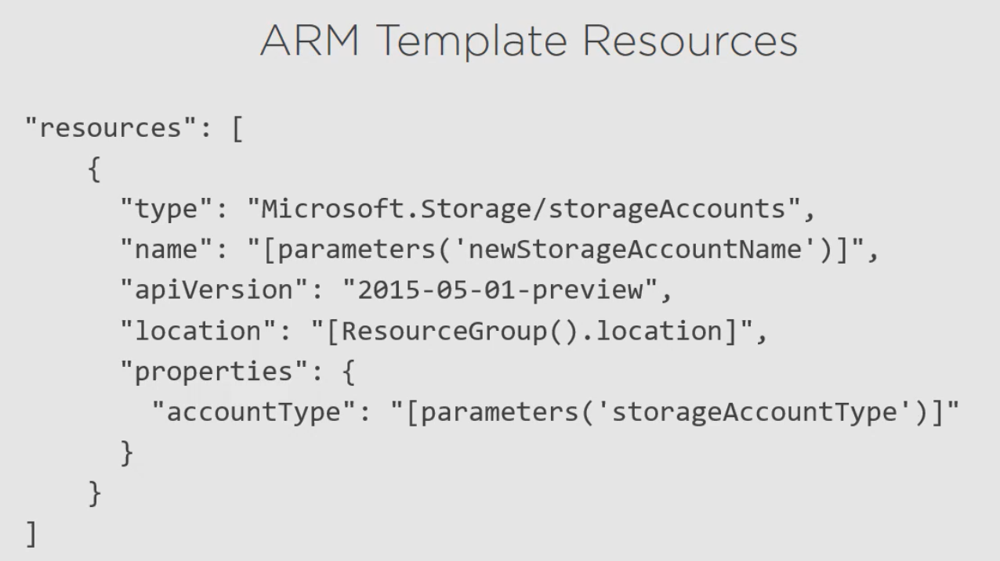 ARM Template Resources
"resources": [
{
"type": "Microsoft.Storage/storageAccounts",
"name": "[parameters('newStorageAccountName')]",
"apiVersion": "2015-05-01-preview",
"location": "[ResourceGroup().location]",
"properties": {
"accountType": "[parameters('storageAccountType')]"
}
}
]